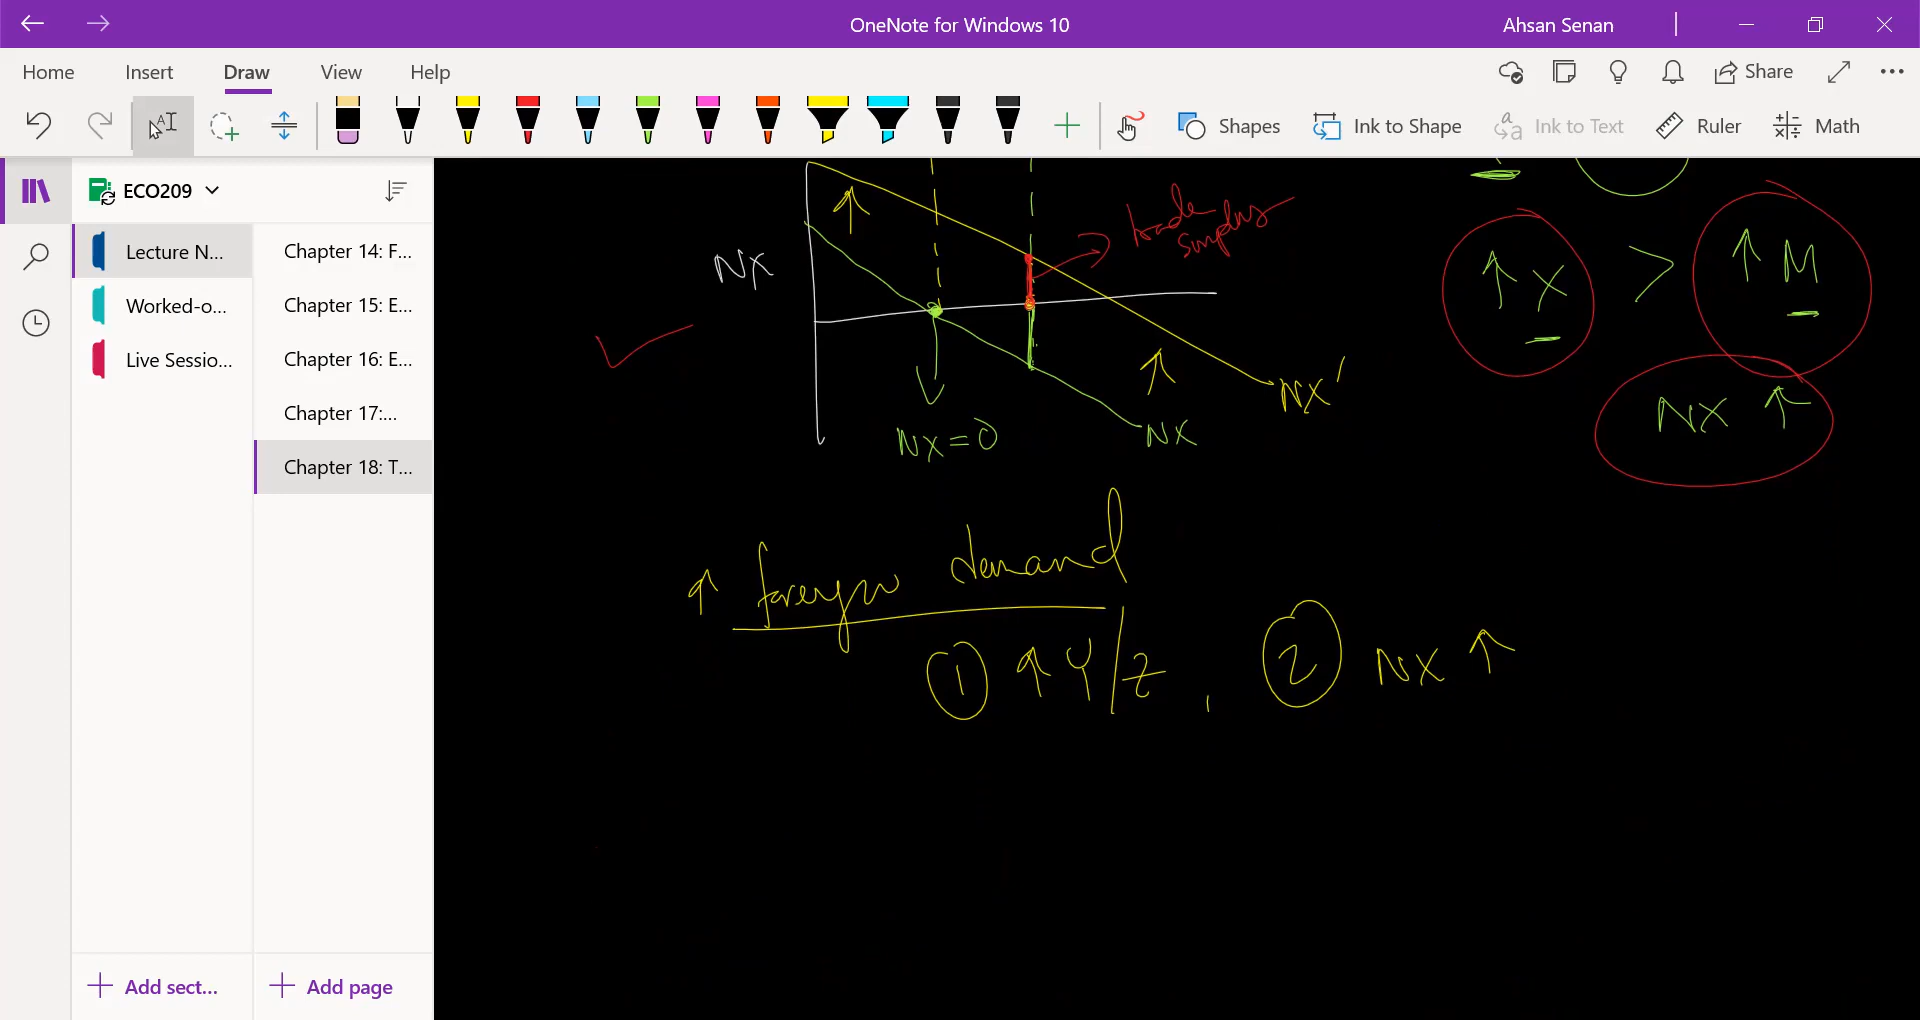 OneNote for Windows 10
Ahsan Senan
Home Insert Draw View Help
Share
Shapes Ink to Shape Ink to Text Ruler Math
ECO209
Lecture N...
Worked-o...
Live Sessio...
Chapter 14: F...
Chapter 15: E...
Chapter 16: E...
Chapter 17:...
Chapter 18: T...
Add sect...
Add page
NX
trade
surplus
NX = 0
NX
NX'
↑ X > ↑ M
NX ↑
↑ foreign demand
① ↑ Y/Z , ② NX ↑